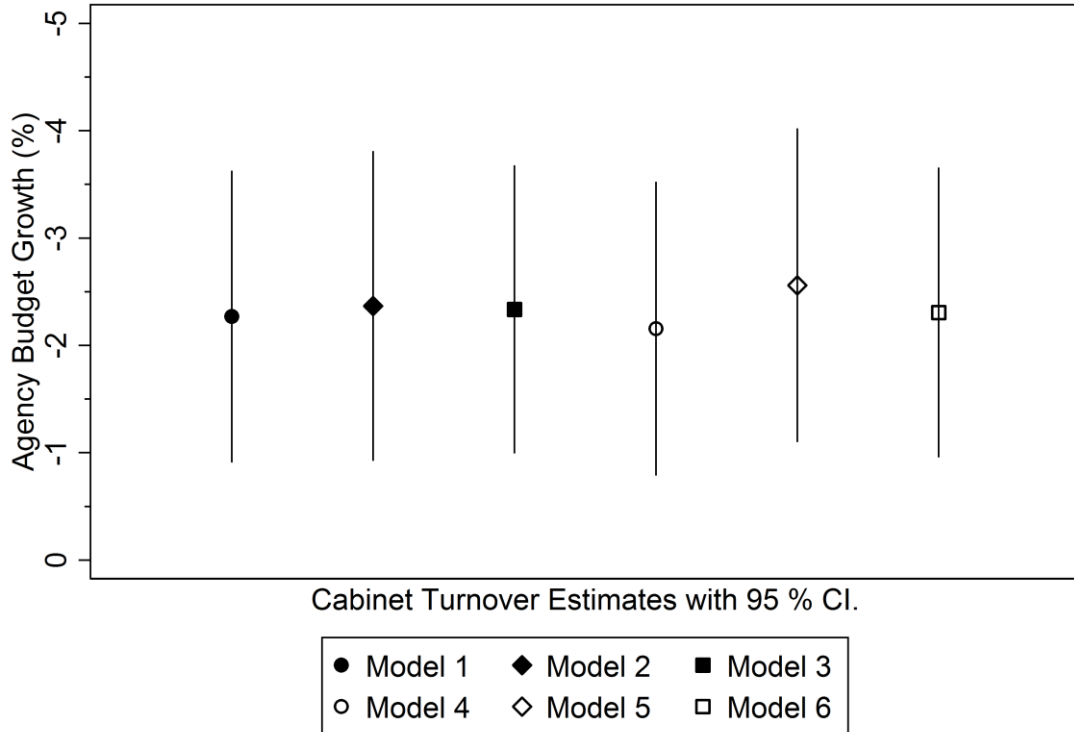 Agency Budget Growth (%)
-5
-4
-3
-2
-1
0
Cabinet Turnover Estimates with 95 % CI.
Model 1 Model 2 Model 3
Model 4 Model 5 Model 6